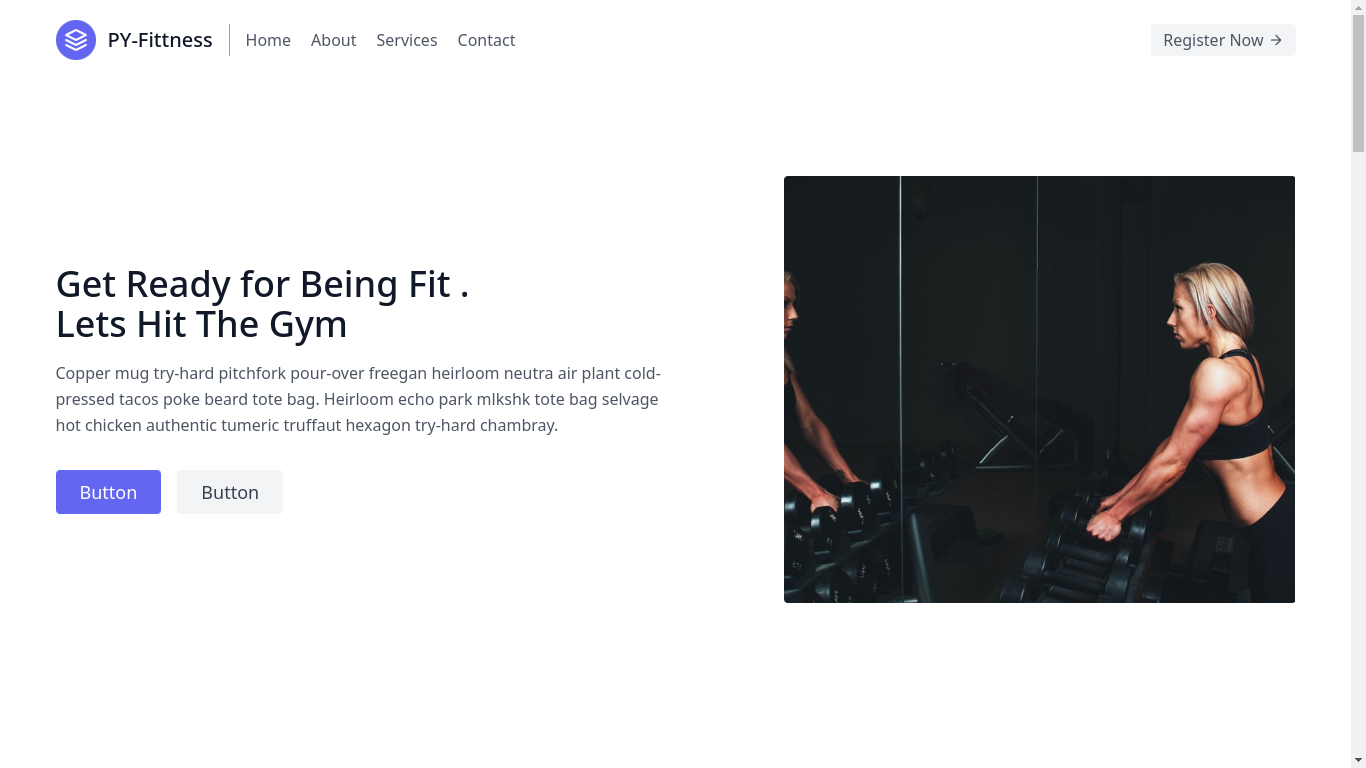 PY-Fittness
Home
About
Services
Contact
Register Now
Get Ready for Being Fit .
Lets Hit The Gym
Copper mug try-hard pitchfork pour-over freegan heirloom neutra air plant cold-
pressed tacos poke beard tote bag. Heirloom echo park mlkshk tote bag selvage
hot chicken authentic tumeric truffaut hexagon try-hard chambray.
Button
Button